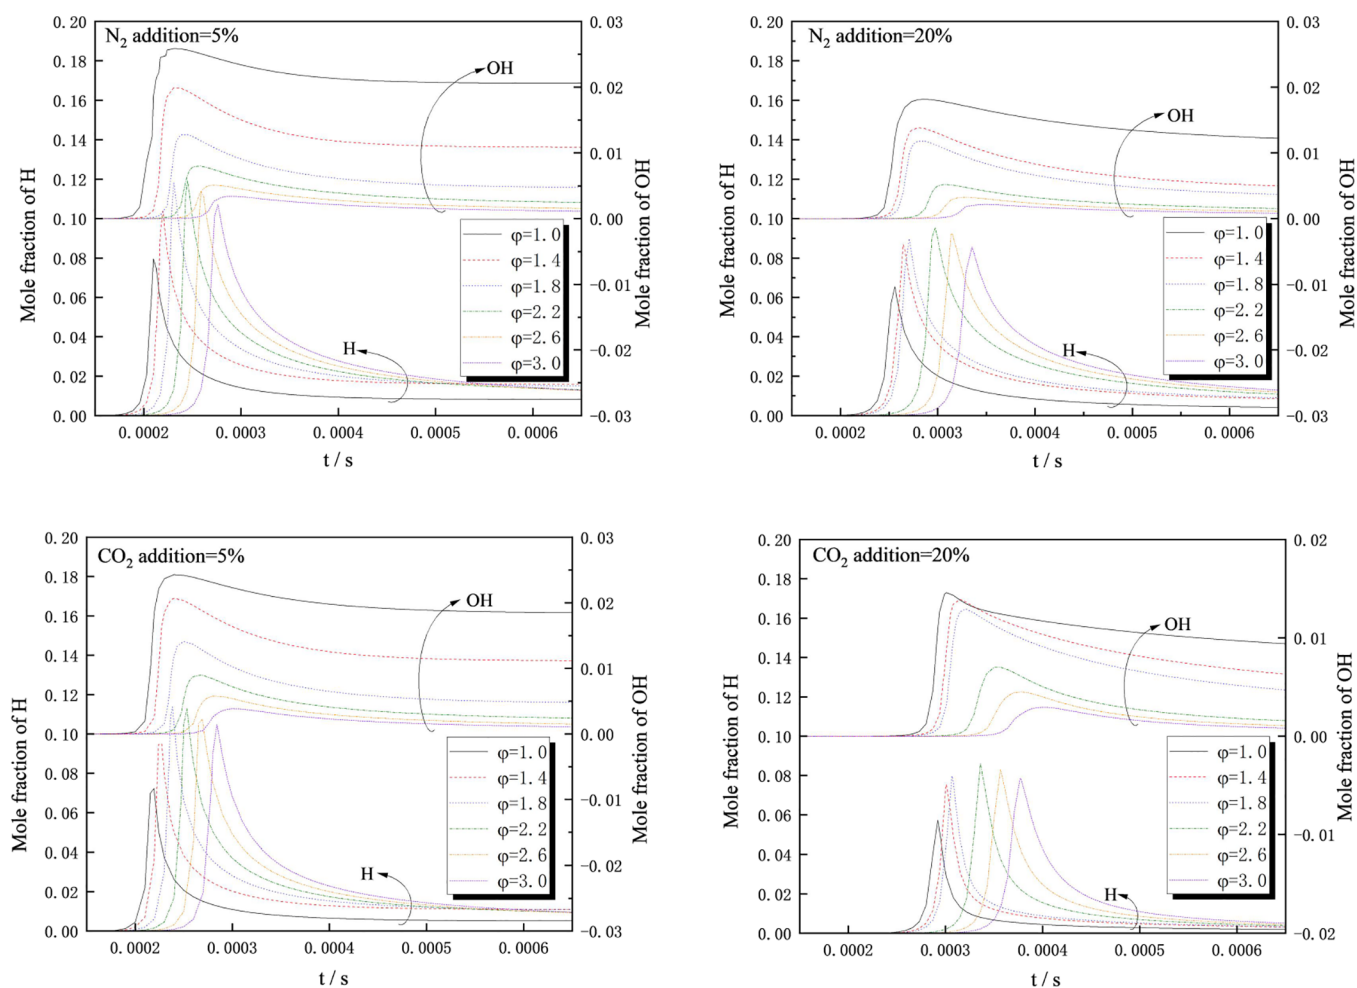 N2 addition=5%
0.20
0.18
0.16
0.14
0.12
0.10
0.08
0.06
0.04
0.02
0.00
Mole fraction of H
0.03
0.02
0.01
0.00
−0.01
−0.02
−0.03
Mole fraction of OH
OH
H
φ=1.0
φ=1.4
φ=1.8
φ=2.2
φ=2.6
φ=3.0
0.0002 0.0003 0.0004 0.0005 0.0006
t / s
N2 addition=20%
0.20
0.18
0.16
0.14
0.12
0.10
0.08
0.06
0.04
0.02
0.00
Mole fraction of H
0.03
0.02
0.01
0.00
−0.01
−0.02
−0.03
Mole fraction of OH
OH
H
φ=1.0
φ=1.4
φ=1.8
φ=2.2
φ=2.6
φ=3.0
0.0002 0.0003 0.0004 0.0005 0.0006
t / s
CO2 addition=5%
0.20
0.18
0.16
0.14
0.12
0.10
0.08
0.06
0.04
0.02
0.00
Mole fraction of H
0.03
0.02
0.01
0.00
−0.01
−0.02
−0.03
Mole fraction of OH
OH
H
φ=1.0
φ=1.4
φ=1.8
φ=2.2
φ=2.6
φ=3.0
0.0002 0.0003 0.0004 0.0005 0.0006
t / s
CO2 addition=20%
0.20
0.18
0.16
0.14
0.12
0.10
0.08
0.06
0.04
0.02
0.00
Mole fraction of H
0.02
0.01
0.00
−0.01
−0.02
Mole fraction of OH
OH
H
φ=1.0
φ=1.4
φ=1.8
φ=2.2
φ=2.6
φ=3.0
0.0002 0.0003 0.0004 0.0005 0.0006
t / s